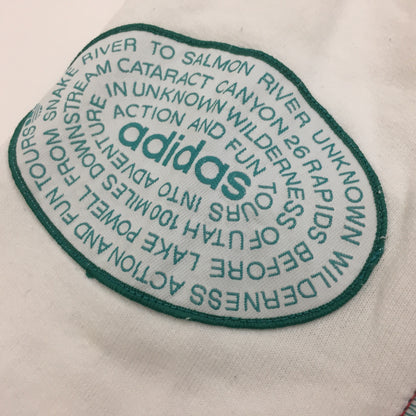 adidas
ACTION AND FUN TOURS INTO ADVENTURE
IN UNKNOWN WILDERNESS OF UTAH 100 MILES
DOWNSTREAM CATARACT CANYON 26 RAPIDS BEFORE LAKE POWELL FROM
SNAKE RIVER TO SALMON RIVER UNKNOWN WILDERNESS ACTION AND FUN TOURS